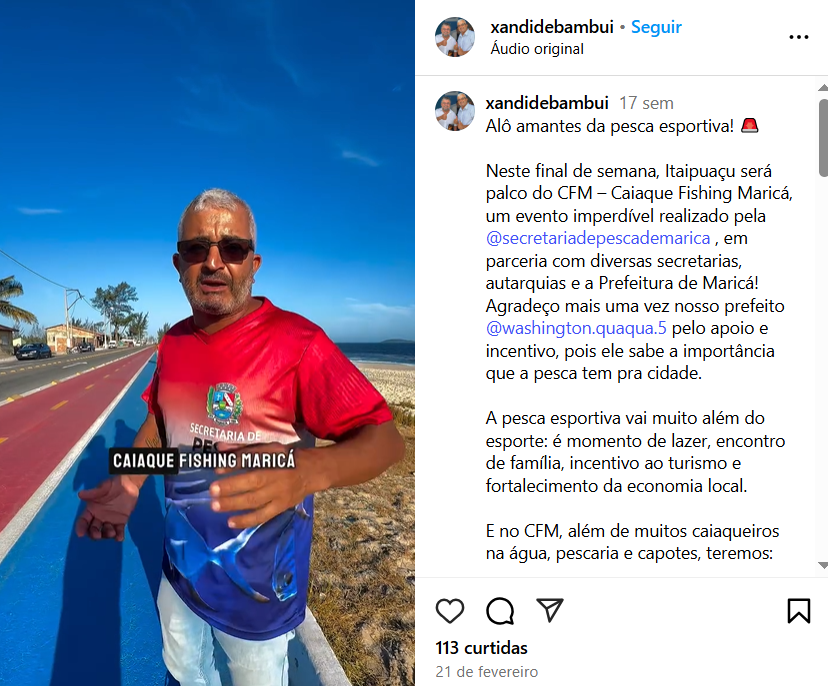 xandidebambui • Seguir
Áudio original
xandidebambui 17 sem
Alô amantes da pesca esportiva! 🚨
Neste final de semana, Itaipuaçu será
palco do CFM – Caiaque Fishing Maricá,
um evento imperdível realizado pela
@secretariadepescademarica , em
parceria com diversas secretarias,
autarquias e a Prefeitura de Maricá!
Agradeço mais uma vez nosso prefeito
@washington.quaqua.5 pelo apoio e
incentivo, pois ele sabe a importância
que a pesca tem pra cidade.
A pesca esportiva vai muito além do
esporte: é momento de lazer, encontro
de família, incentivo ao turismo e
fortalecimento da economia local.
E no CFM, além de muitos caiaqueiros
na água, pescaria e capotes, teremos:
113 curtidas
21 de fevereiro
SECRETARIA DE
CAIAQUE FISHING MARICÁ